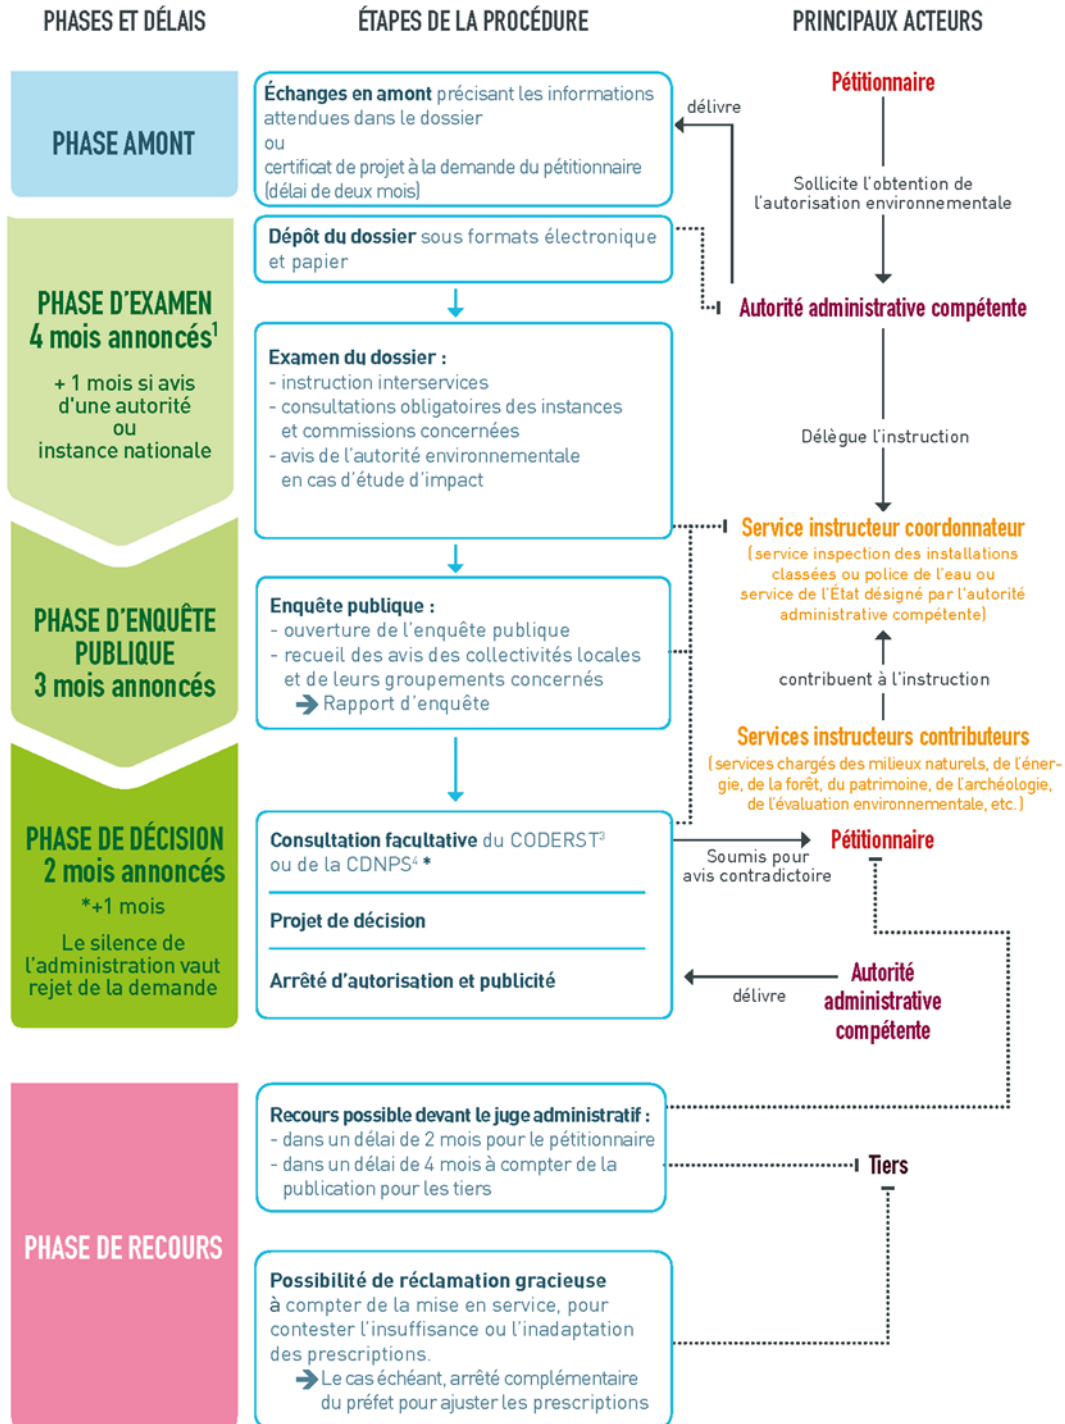 PHASES ET DÉLAIS
ÉTAPES DE LA PROCÉDURE
PRINCIPAUX ACTEURS
PHASE AMONT
Échanges en amont précisant les informations
attendues dans le dossier
ou
certificat de projet à la demande du pétitionnaire
(délai de deux mois)
délivre
Pétitionnaire
Sollicite l'obtention de
l'autorisation environnementale
PHASE D'EXAMEN
4 mois annoncés¹
+ 1 mois si avis
d'une autorité
ou
instance nationale
Dépôt du dossier sous formats électronique
et papier
Autorité administrative compétente
Examen du dossier :
- instruction interservices
- consultations obligatoires des instances
et commissions concernées
- avis de l'autorité environnementale
en cas d'étude d'impact
Délègue l'instruction
Service instructeur coordonnateur
(service inspection des installations
classées ou police de l'eau ou
service de l'État désigné par l'autorité
administrative compétente)
PHASE D'ENQUÊTE
PUBLIQUE
3 mois annoncés
Enquête publique :
- ouverture de l'enquête publique
- recueil des avis des collectivités locales
et de leurs groupements concernés
➔ Rapport d'enquête
contribuent à l'instruction
Services instructeurs contributeurs
(services chargés des milieux naturels, de l'éner-
gie, de la forêt, du patrimoine, de l'archéologie,
de l'évaluation environnementale, etc.)
PHASE DE DÉCISION
2 mois annoncés
*+1 mois
Le silence de
l'administration vaut
rejet de la demande
Consultation facultative du CODERST³
ou de la CDNPS⁴ *
Projet de décision
Arrêté d'autorisation et publicité
Soumis pour
avis contradictoire
Pétitionnaire
délivre
Autorité
administrative
compétente
PHASE DE RECOURS
Recours possible devant le juge administratif :
- dans un délai de 2 mois pour le pétitionnaire
- dans un délai de 4 mois à compter de la
publication pour les tiers
Tiers
Possibilité de réclamation gracieuse
à compter de la mise en service, pour
contester l'insuffisance ou l'inadaptation
des prescriptions.
➔ Le cas échéant, arrêté complémentaire
du préfet pour ajuster les prescriptions